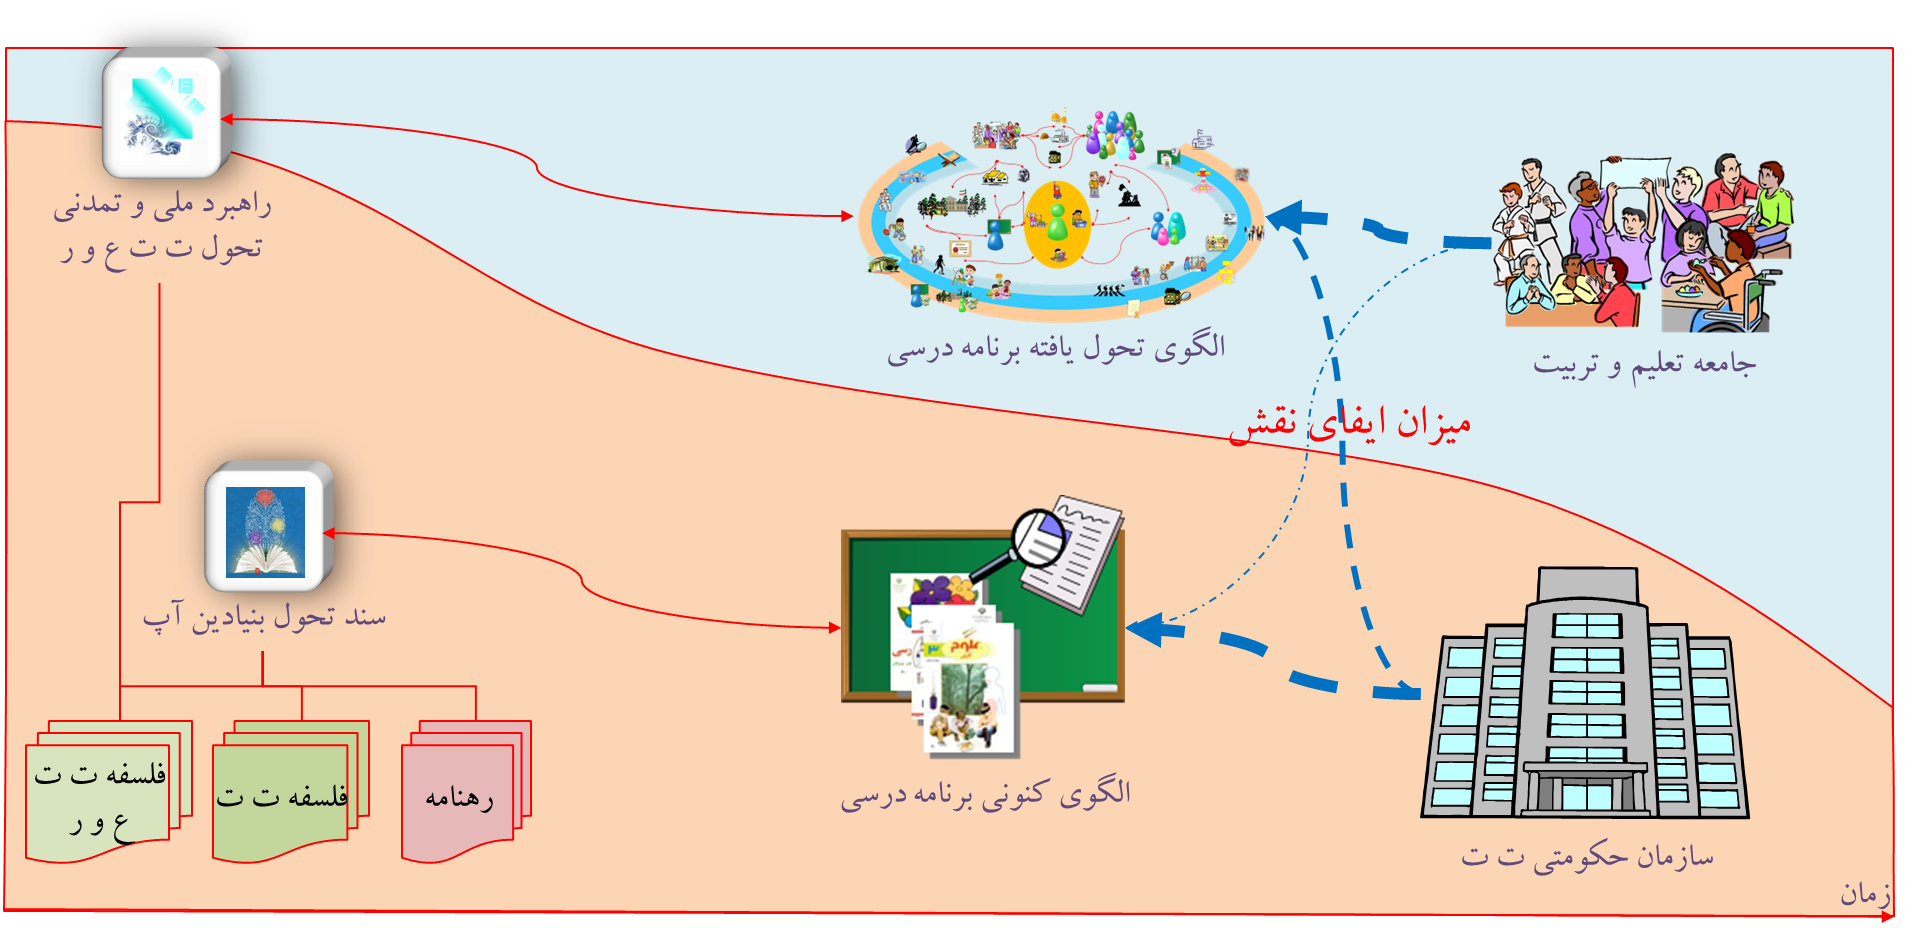 راهبرد ملی و تمدنی
تحول ت ت ع و ر
الگوی تحول یافته برنامه درسی
جامعه تعلیم و تربیت
میزان ایفای نقش
سند تحول بنیادین آپ
علوم
الگوی کنونی برنامه درسی
سازمان حکومتی ت ت
فلسفه ت ت
ع و ر
فلسفه ت ت
رهنامه
زمان